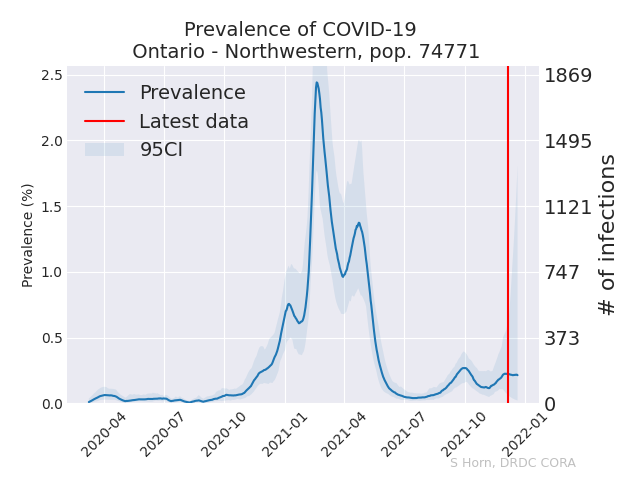 Prevalence of COVID-19
Ontario - Northwestern, pop. 74771
Prevalence
Latest data
95CI
Prevalence (%)
2.5
2.0
1.5
1.0
0.5
0.0
1869
1495
1121
747
373
0
# of infections
2020-04
2020-07
2020-10
2021-01
2021-04
2021-07
2021-10
2022-01
S Horn, DRDC CORA